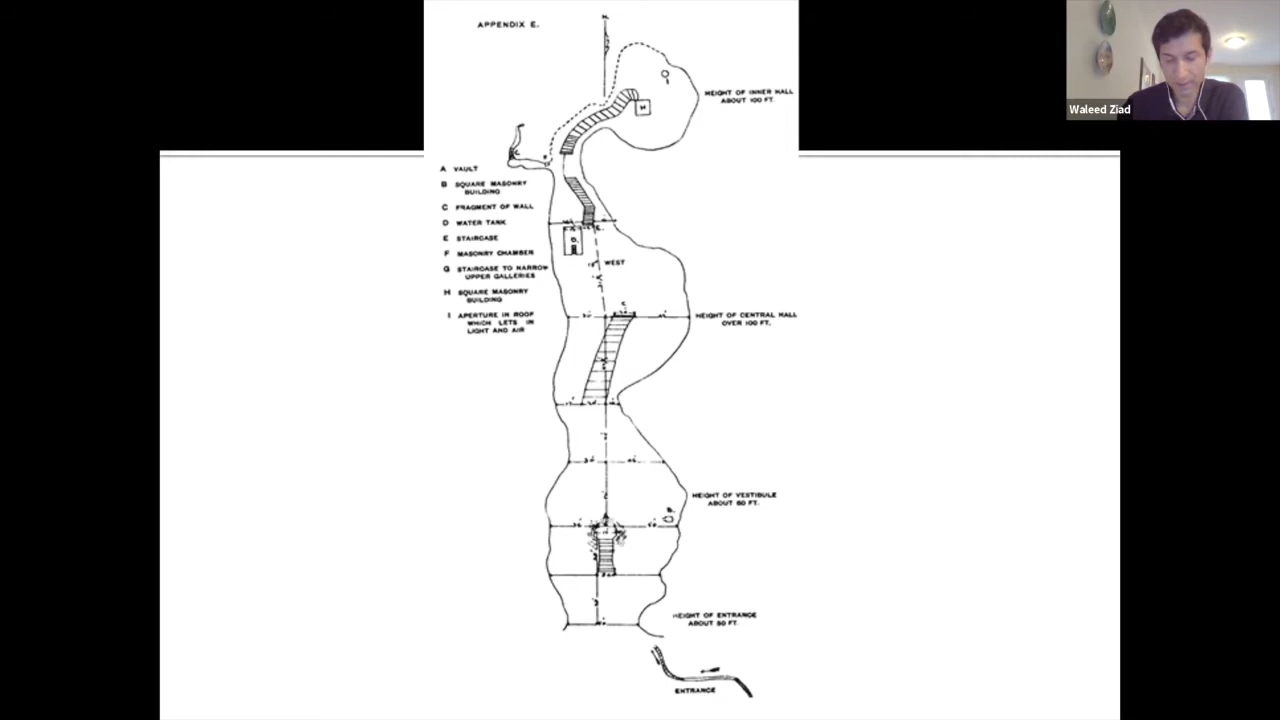 APPENDIX E.
N.
HEIGHT OF INNER HALL
ABOUT 100 FT.
H
Waleed Ziad
A VAULT
B SQUARE MASONRY
BUILDING
C FRAGMENT OF WALL
D WATER TANK
E STAIRCASE
F MASONRY CHAMBER
G STAIRCASE TO NARROW
UPPER GALLERIES
H SQUARE MASONRY
BUILDING
I APERTURE IN ROOF
WHICH LETS IN
LIGHT AND AIR
D.
E.
WEST
C
HEIGHT OF CENTRAL HALL
OVER 100 FT.
HEIGHT OF VESTIBULE
ABOUT 60 FT.
B.
A
HEIGHT OF ENTRANCE
ABOUT 50 FT.
ENTRANCE